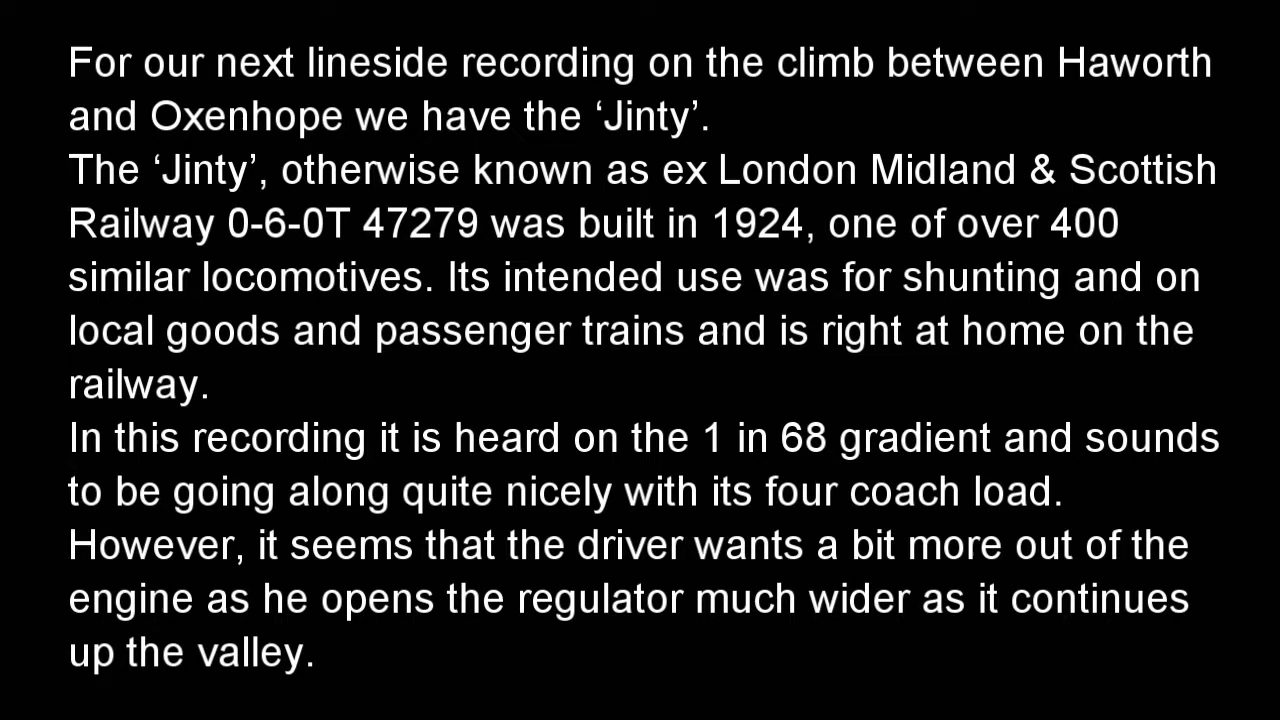 For our next lineside recording on the climb between Haworth
and Oxenhope we have the ‘Jinty’.
The ‘Jinty’, otherwise known as ex London Midland & Scottish
Railway 0-6-0T 47279 was built in 1924, one of over 400
similar locomotives. Its intended use was for shunting and on
local goods and passenger trains and is right at home on the
railway.
In this recording it is heard on the 1 in 68 gradient and sounds
to be going along quite nicely with its four coach load.
However, it seems that the driver wants a bit more out of the
engine as he opens the regulator much wider as it continues
up the valley.